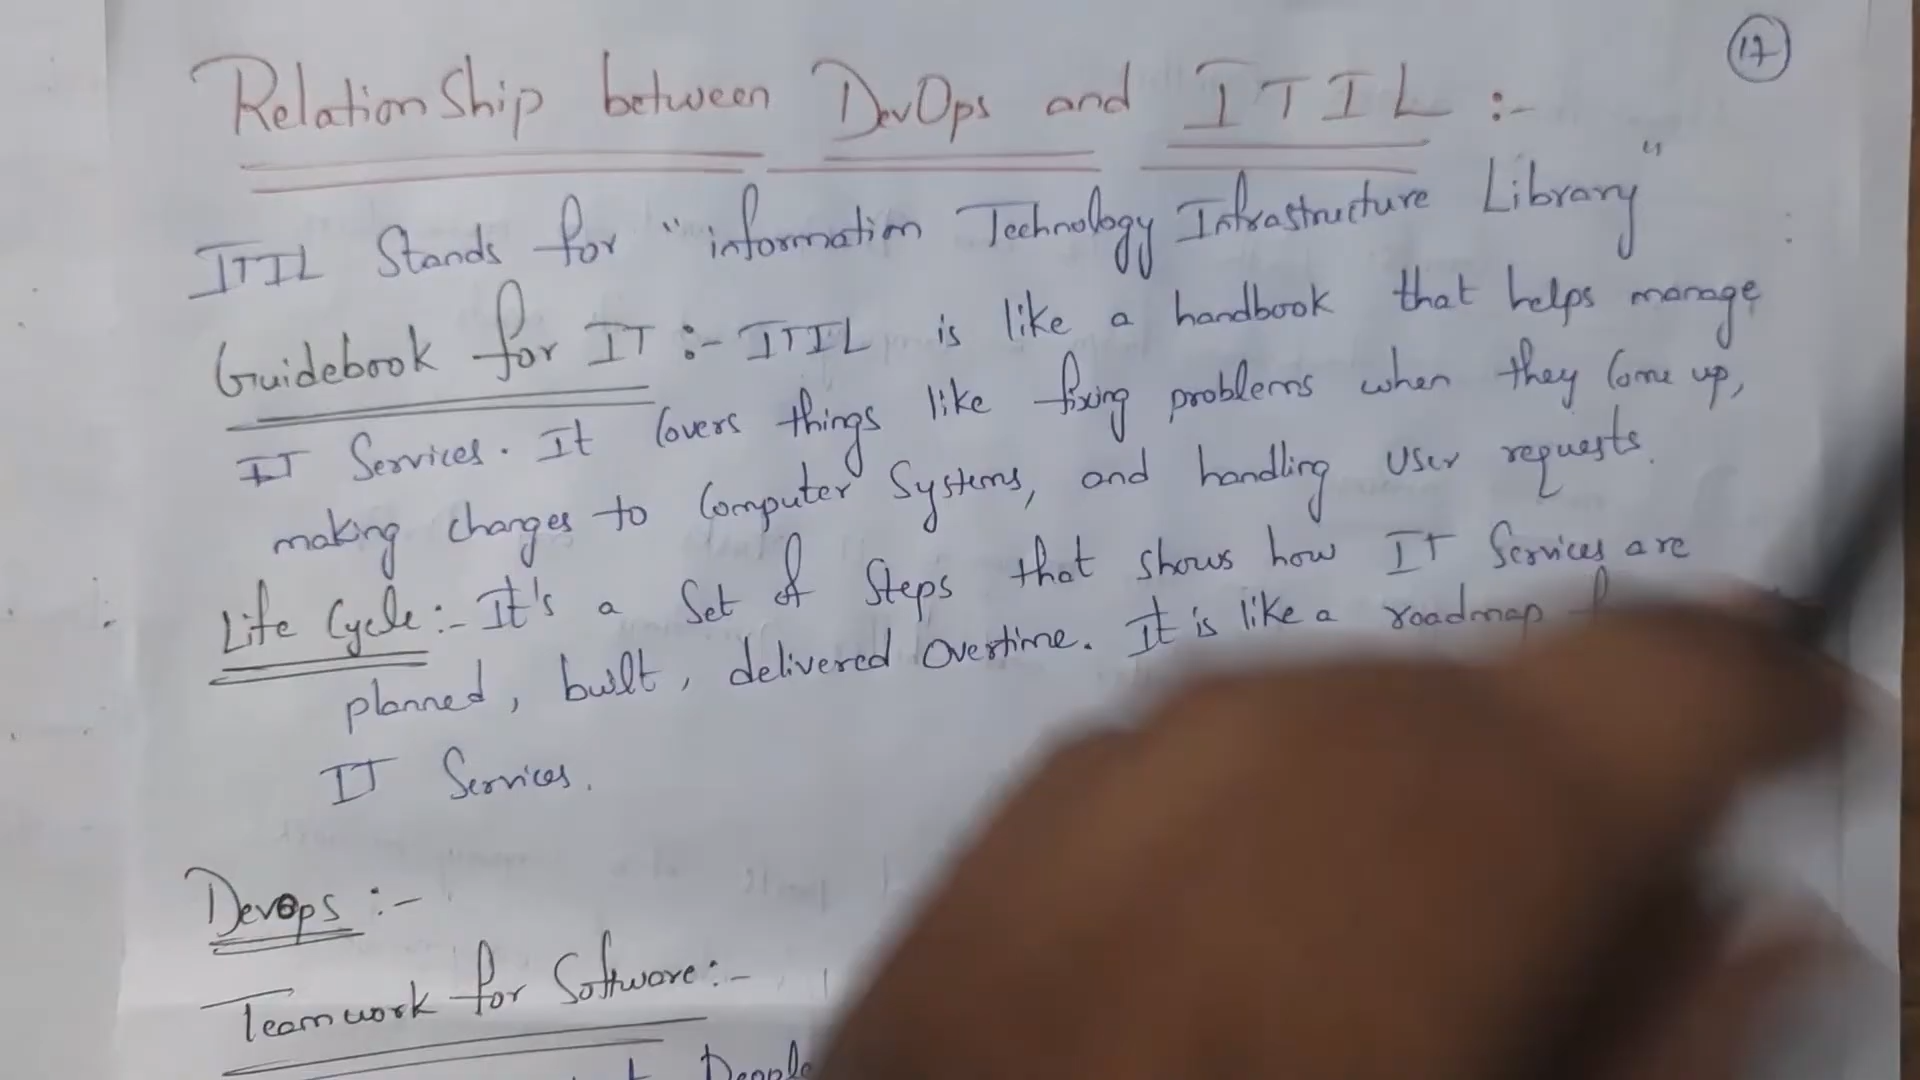 17
Relationship between DevOps and ITIL :-
ITIL Stands for "information Technology Infrastructure Library"
Guidebook for IT :- ITIL is like a handbook that helps manage
IT Services. It Covers things like fixing problems when they Come up,
making changes to Computer Systems, and handling user requests.
Life Cycle :- It's a Set of Steps that shows how IT Services are
planned, built, delivered Overtime. It is like a roadmap
IT Services.
Devops :-
Teamwork for Software :-